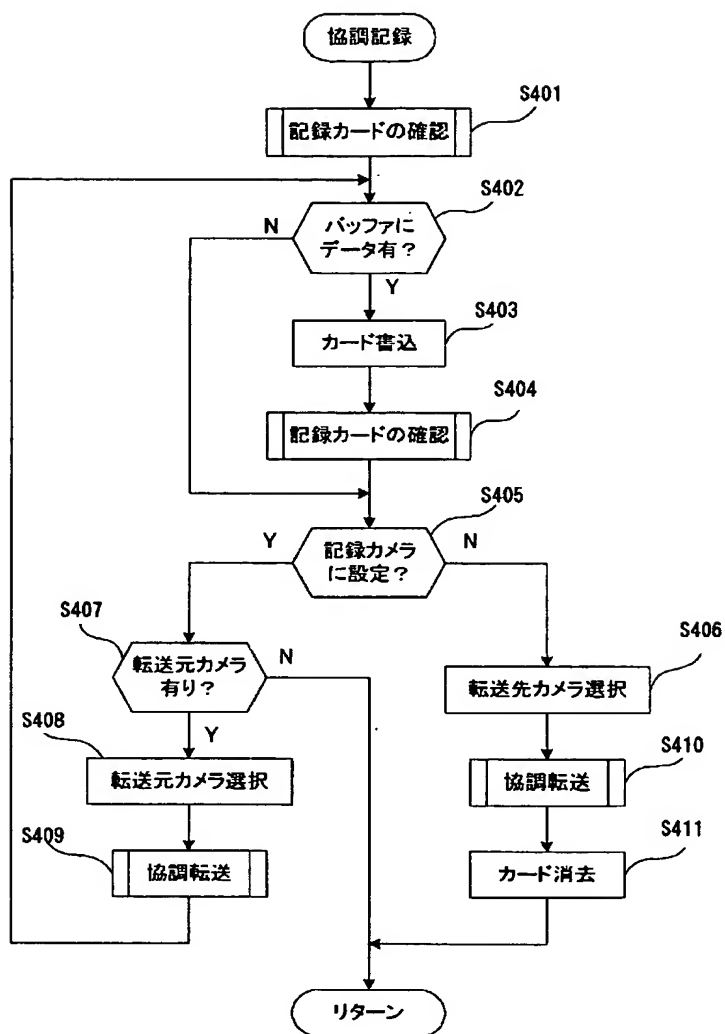 協調記録
S401
記録カードの確認
S402
N
バッファに
データ有？
Y
S403
カード書込
S404
記録カードの確認
S405
Y
記録カメラ
に設定？
N
S407
転送元カメラ
有り？
N
S406
転送先カメラ選択
Y
S408
転送元カメラ選択
S410
協調転送
S409
協調転送
S411
カード消去
リターン